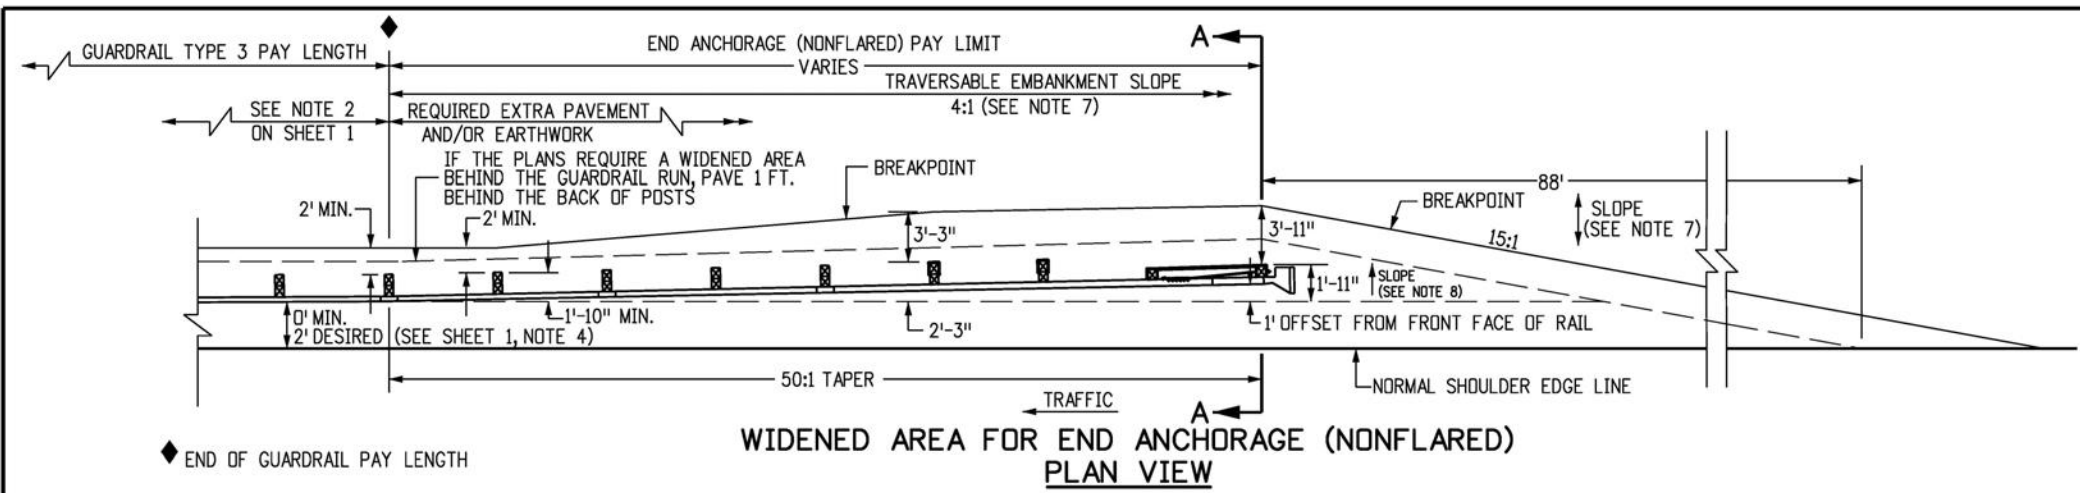 GUARDRAIL TYPE 3 PAY LENGTH
END ANCHORAGE (NONFLARED) PAY LIMIT
VARIES
A
TRAVERSABLE EMBANKMENT SLOPE
4:1 (SEE NOTE 7)
SEE NOTE 2
ON SHEET 1
REQUIRED EXTRA PAVEMENT
AND/OR EARTHWORK
IF THE PLANS REQUIRE A WIDENED AREA
BEHIND THE GUARDRAIL RUN, PAVE 1 FT.
BEHIND THE BACK OF POSTS
BREAKPOINT
88'
BREAKPOINT
SLOPE
(SEE NOTE 7)
2' MIN.
2' MIN.
3'-3"
3'-11"
15:1
1'-11"
SLOPE
(SEE NOTE 8)
0' MIN.
2' DESIRED (SEE SHEET 1, NOTE 4)
1'-10" MIN.
2'-3"
1' OFFSET FROM FRONT FACE OF RAIL
50:1 TAPER
NORMAL SHOULDER EDGE LINE
TRAFFIC
A
WIDENED AREA FOR END ANCHORAGE (NONFLARED)
PLAN VIEW
END OF GUARDRAIL PAY LENGTH